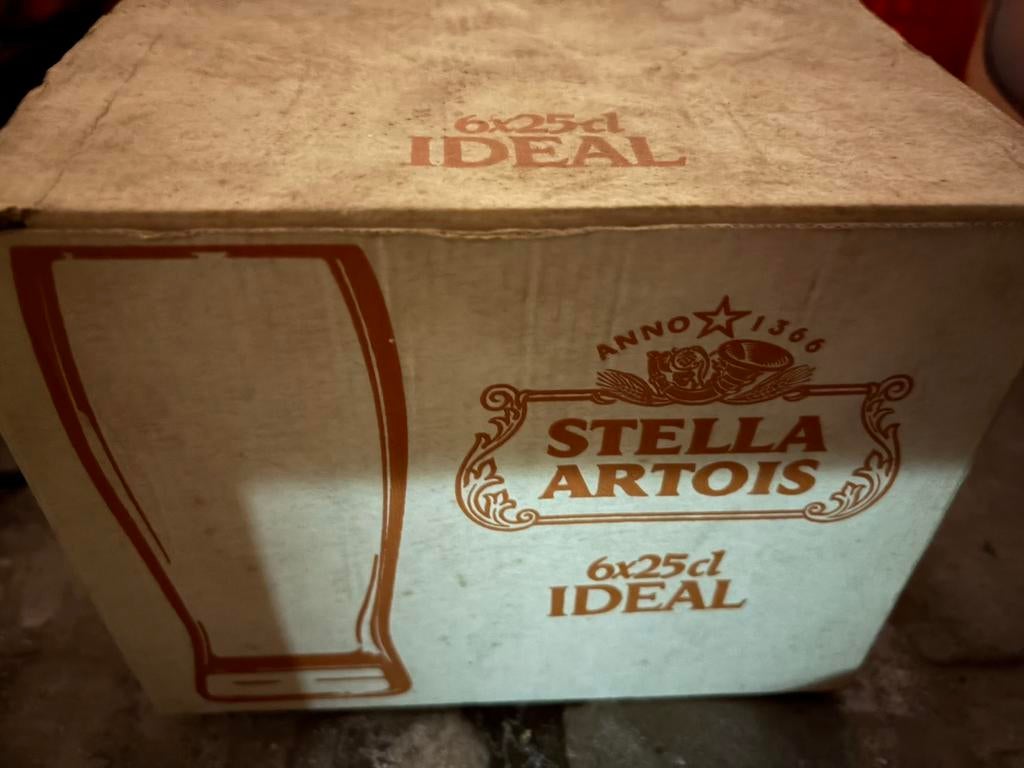 6x25cl
IDEAL
ANNO 1366
STELLA
ARTOIS
6x25cl
IDEAL